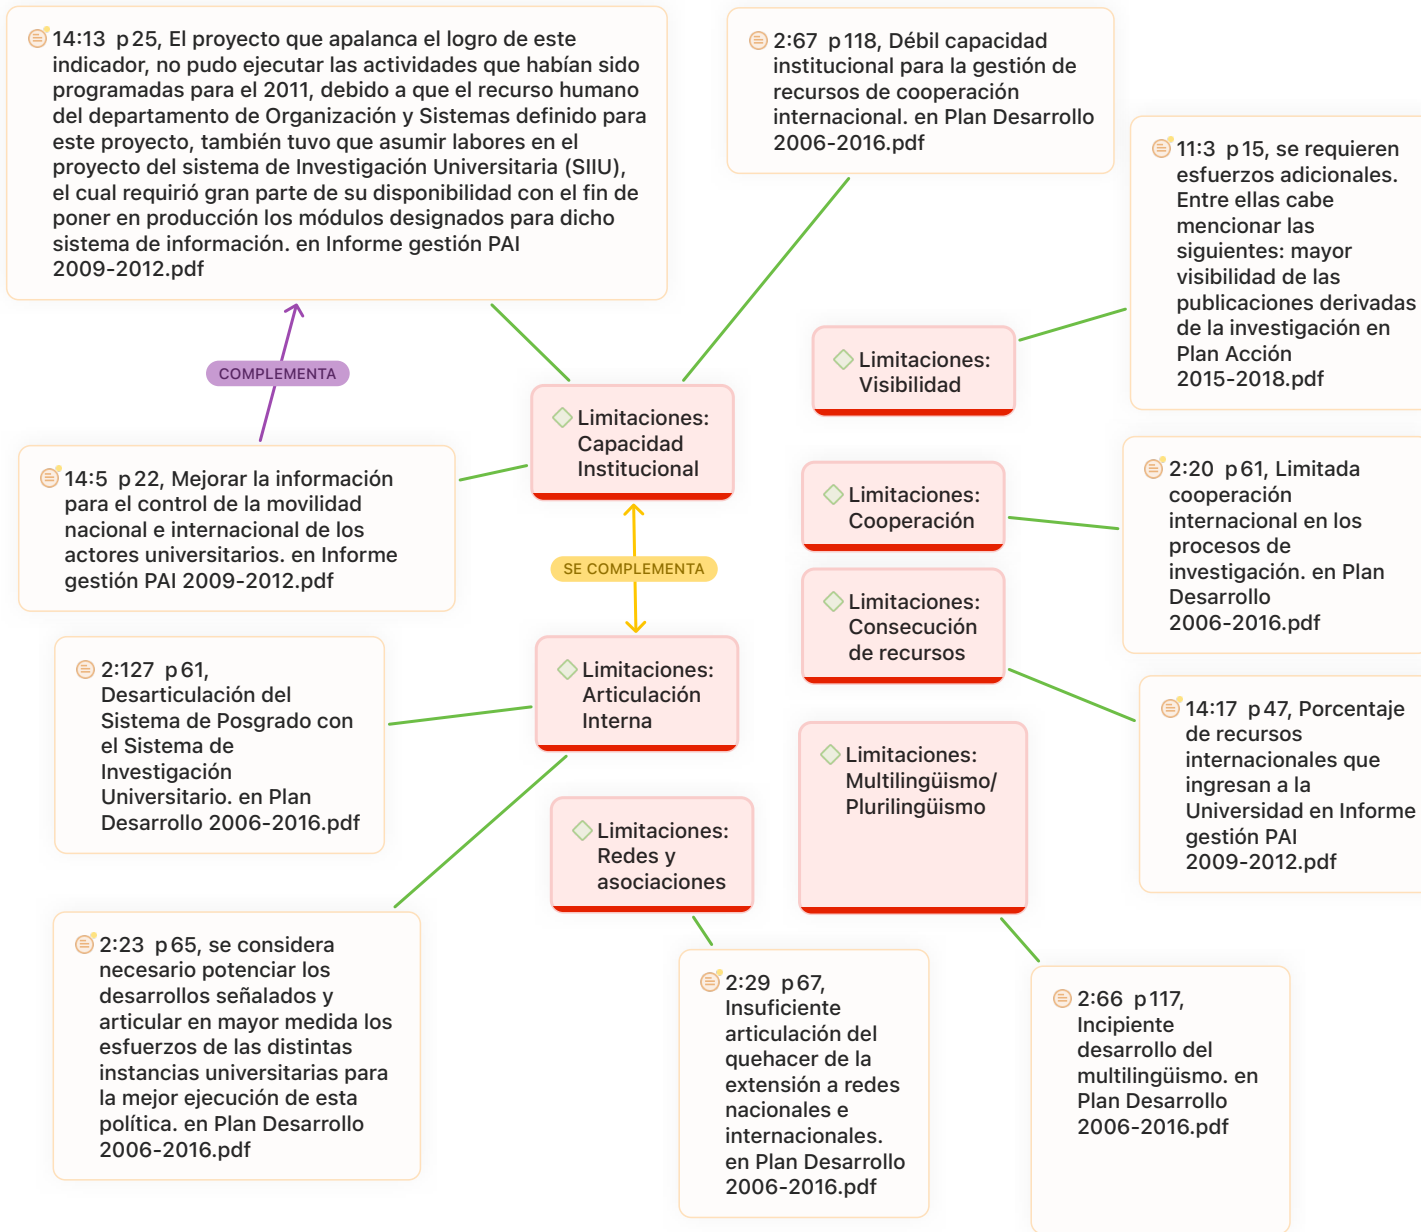 14:13 p 25, El proyecto que apalanca el logro de este
indicador, no pudo ejecutar las actividades que habían sido
programadas para el 2011, debido a que el recurso humano
del departamento de Organización y Sistemas definido para
este proyecto, también tuvo que asumir labores en el
proyecto del sistema de Investigación Universitaria (SIIU),
el cual requirió gran parte de su disponibilidad con el fin de
poner en producción los módulos designados para dicho
sistema de información. en Informe gestión PAI
2009-2012.pdf
2:67 p 118, Débil capacidad
institucional para la gestión de
recursos de cooperación
internacional. en Plan Desarrollo
2006-2016.pdf
11:3 p 15, se requieren
esfuerzos adicionales.
Entre ellas cabe
mencionar las
siguientes: mayor
visibilidad de las
publicaciones derivadas
de la investigación en
Plan Acción
2015-2018.pdf
COMPLEMENTA
Limitaciones:
Visibilidad
Limitaciones:
Capacidad
Institucional
14:5 p 22, Mejorar la información
para el control de la movilidad
nacional e internacional de los
actores universitarios. en Informe
gestión PAI 2009-2012.pdf
Limitaciones:
Cooperación
2:20 p 61, Limitada
cooperación
internacional en los
procesos de
investigación. en Plan
Desarrollo
2006-2016.pdf
SE COMPLEMENTA
Limitaciones:
Consecución
de recursos
2:127 p 61,
Desarticulación del
Sistema de Posgrado con
el Sistema de
Investigación
Universitario. en Plan
Desarrollo 2006-2016.pdf
Limitaciones:
Articulación
Interna
14:17 p 47, Porcentaje
de recursos
internacionales que
ingresan a la
Universidad en Informe
gestión PAI
2009-2012.pdf
Limitaciones:
Multilingüismo/
Plurilingüismo
Limitaciones:
Redes y
asociaciones
2:23 p 65, se considera
necesario potenciar los
desarrollos señalados y
articular en mayor medida los
esfuerzos de las distintas
instancias universitarias para
la mejor ejecución de esta
política. en Plan Desarrollo
2006-2016.pdf
2:29 p 67,
Insuficiente
articulación del
quehacer de la
extensión a redes
nacionales e
internacionales.
en Plan Desarrollo
2006-2016.pdf
2:66 p 117,
Incipiente
desarrollo del
multilingüismo. en
Plan Desarrollo
2006-2016.pdf